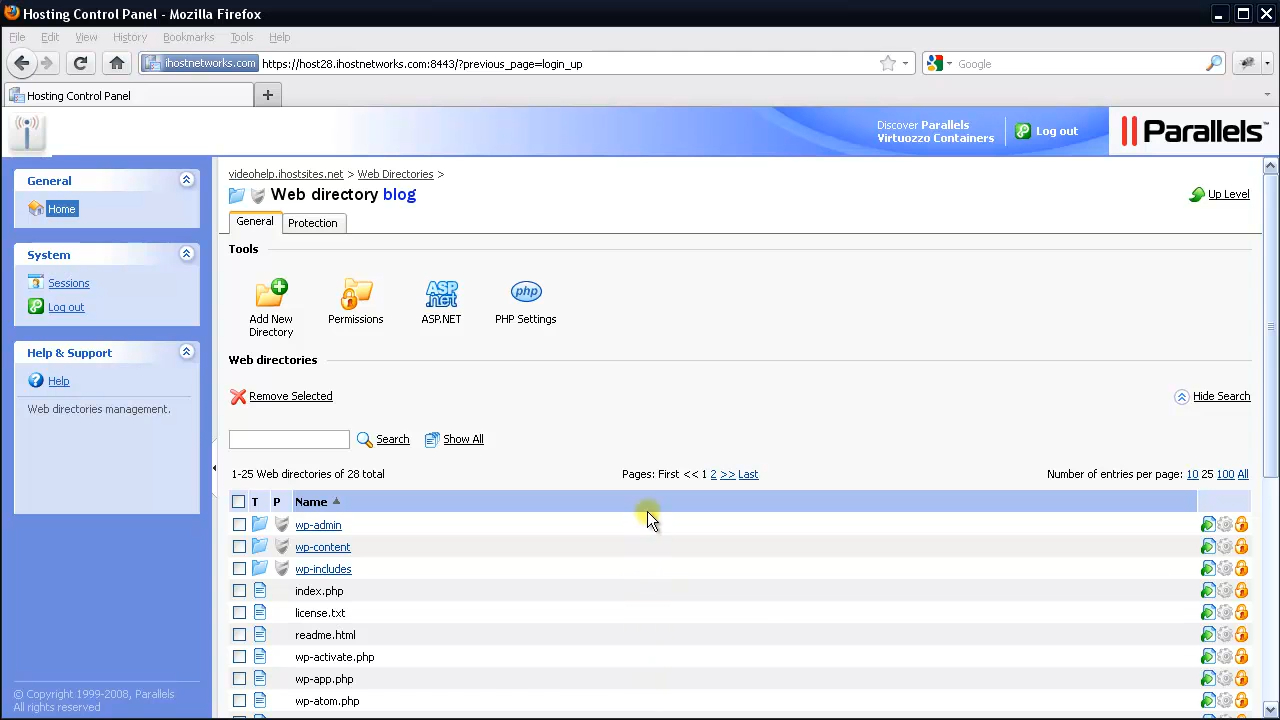 Hosting Control Panel - Mozilla Firefox
File Edit View History Bookmarks Tools Help
ihostnetworks.com https://host28.ihostnetworks.com:8443/?previous_page=login_up Google
Hosting Control Panel
Discover Parallels
Virtuozzo Containers
Log out
Parallels™
General
Home
System
Sessions
Log out
Help & Support
Help
Web directories management.
© Copyright 1999-2008, Parallels
All rights reserved
videohelp.ihostsites.net > Web Directories >
Web directory blog
Up Level
General Protection
Tools
Add New
Directory
Permissions
ASP.net
ASP.NET
php
PHP Settings
Web directories
Remove Selected
Hide Search
Search Show All
1-25 Web directories of 28 total Pages: First << 1 2 >> Last Number of entries per page: 10 25 100 All
T P Name
wp-admin
wp-content
wp-includes
index.php
license.txt
readme.html
wp-activate.php
wp-app.php
wp-atom.php